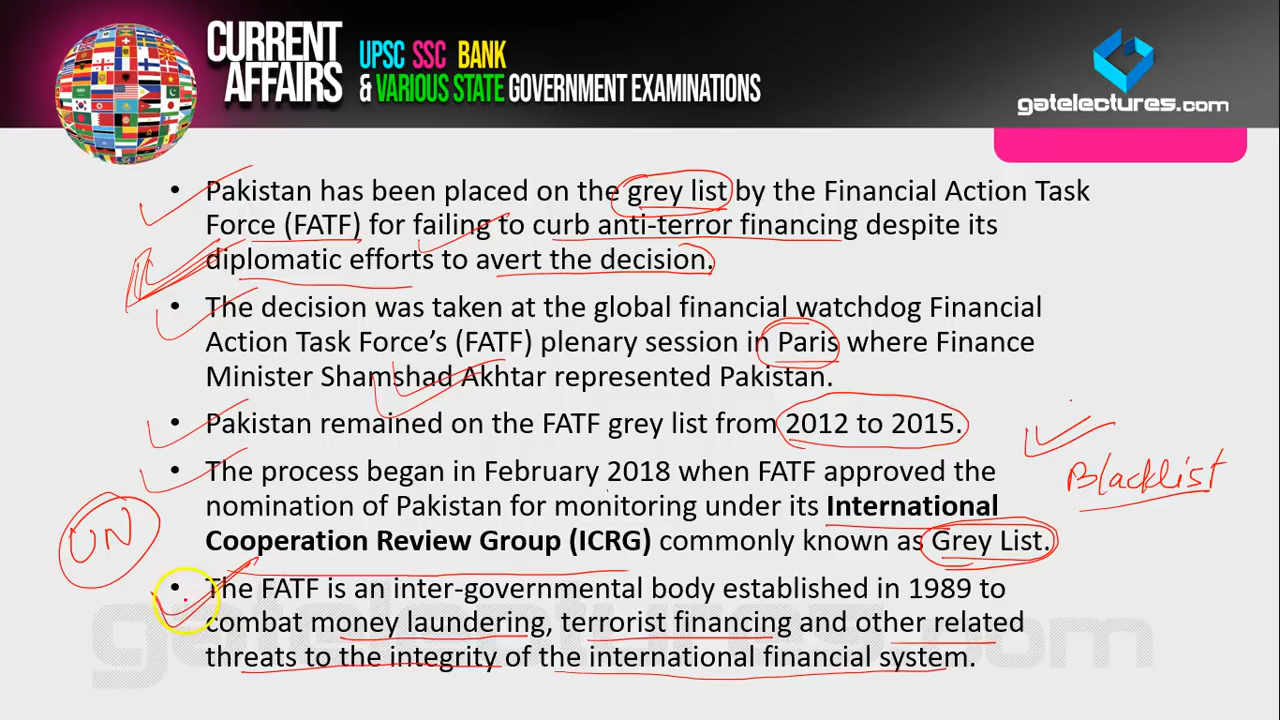 CURRENT
AFFAIRS
UPSC SSC BANK
& VARIOUS STATE GOVERNMENT EXAMINATIONS
gatelectures.com
• Pakistan has been placed on the grey list by the Financial Action Task
Force (FATF) for failing to curb anti-terror financing despite its
diplomatic efforts to avert the decision.
• The decision was taken at the global financial watchdog Financial
Action Task Force’s (FATF) plenary session in Paris where Finance
Minister Shamshad Akhtar represented Pakistan.
• Pakistan remained on the FATF grey list from 2012 to 2015.
• The process began in February 2018 when FATF approved the
nomination of Pakistan for monitoring under its International
Cooperation Review Group (ICRG) commonly known as Grey List.
Blacklist
UN
• The FATF is an inter-governmental body established in 1989 to
combat money laundering, terrorist financing and other related
threats to the integrity of the international financial system.
gatelectures.com